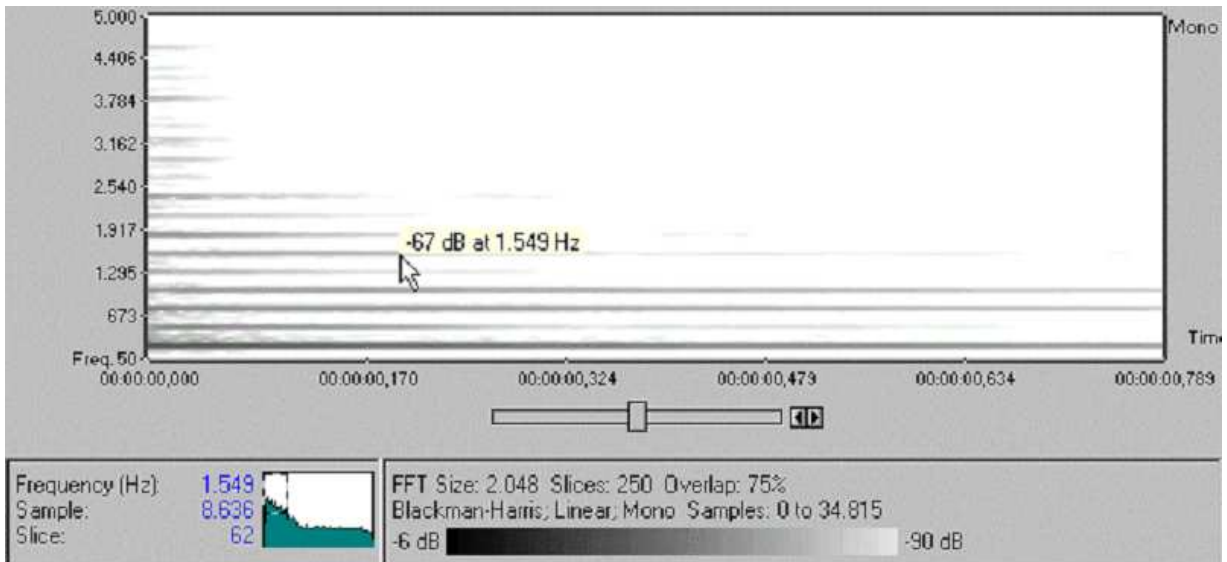 5.000
Mono
4.406
3.784
3.162
2.540
1.917
-67 dB at 1.549 Hz
1.295
673
Time
Freq. 50
00:00:00,000 00:00:00,170 00:00:00,324 00:00:00,479 00:00:00,634 00:00:00,789
Frequency (Hz): 1.549
Sample: 8.636
Slice: 62
FFT Size: 2.048 Slices: 250 Overlap: 75%
Blackman-Harris; Linear; Mono Samples: 0 to 34.815
-6 dB -90 dB